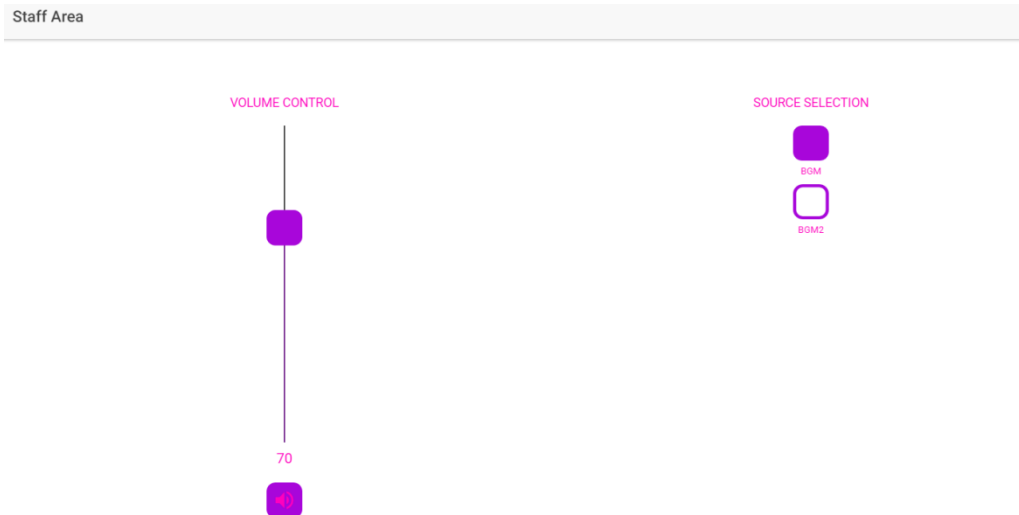 Staff Area
VOLUME CONTROL
SOURCE SELECTION
BGM
BGM2
70